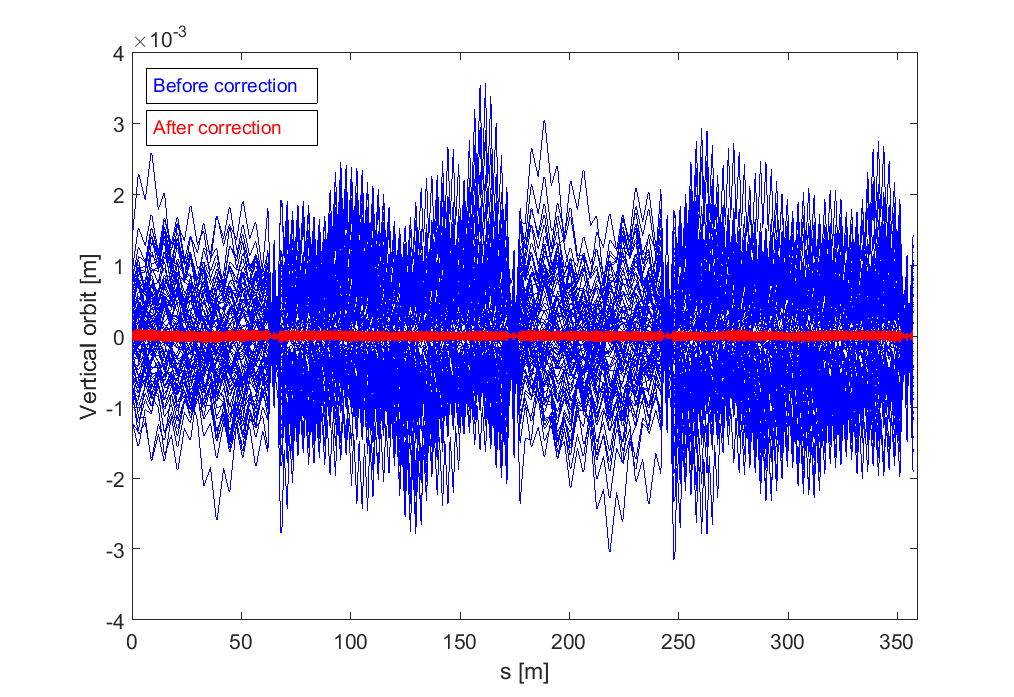 ×10⁻³
4
Before correction
After correction
3
2
1
0
-1
-2
-3
-4
Vertical orbit [m]
0 50 100 150 200 250 300 350
s [m]